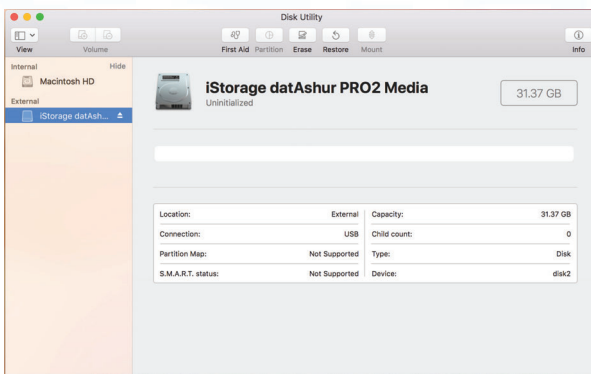 Disk Utility
View Volume First Aid Partition Erase Restore Mount Info
Internal Hide
Macintosh HD
External
iStorage datAsh...
iStorage datAshur PRO2 Media
Uninitialized
31.37 GB
Location: External Capacity: 31.37 GB
Connection: USB Child count: 0
Partition Map: Not Supported Type: Disk
S.M.A.R.T. status: Not Supported Device: disk2